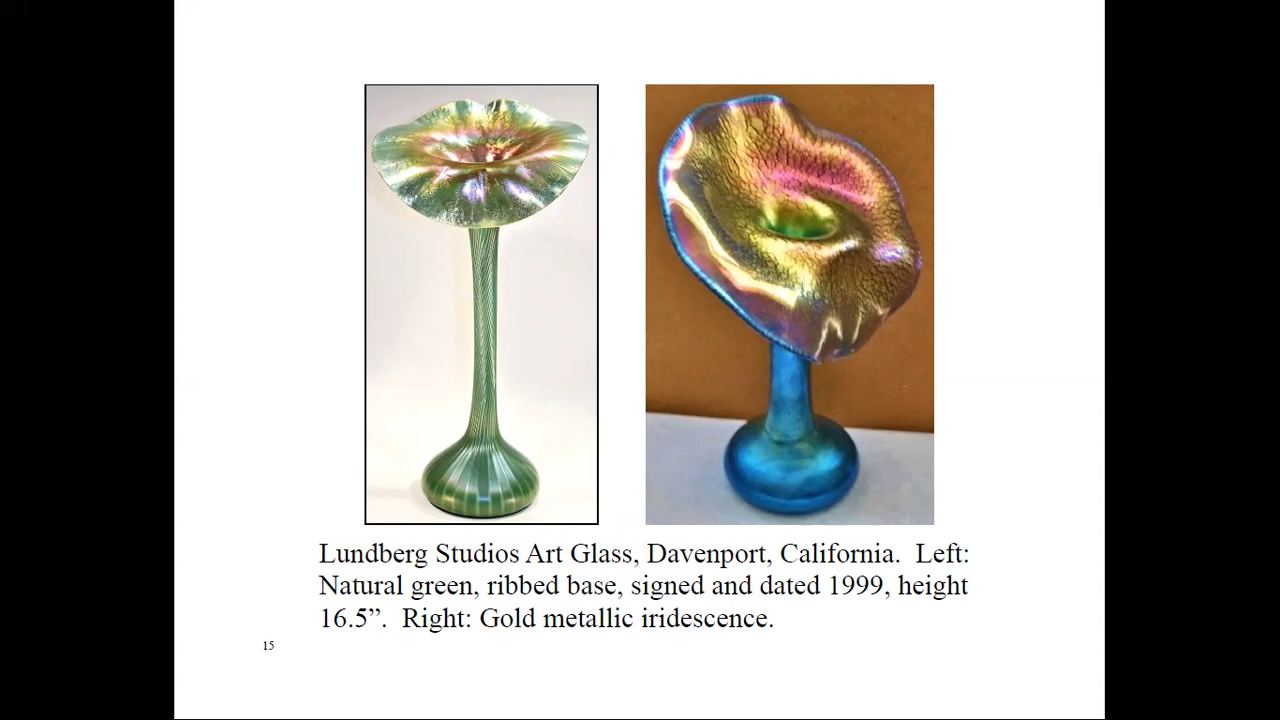 Lundberg Studios Art Glass, Davenport, California.  Left:
Natural green, ribbed base, signed and dated 1999, height
16.5”.  Right: Gold metallic iridescence.
15